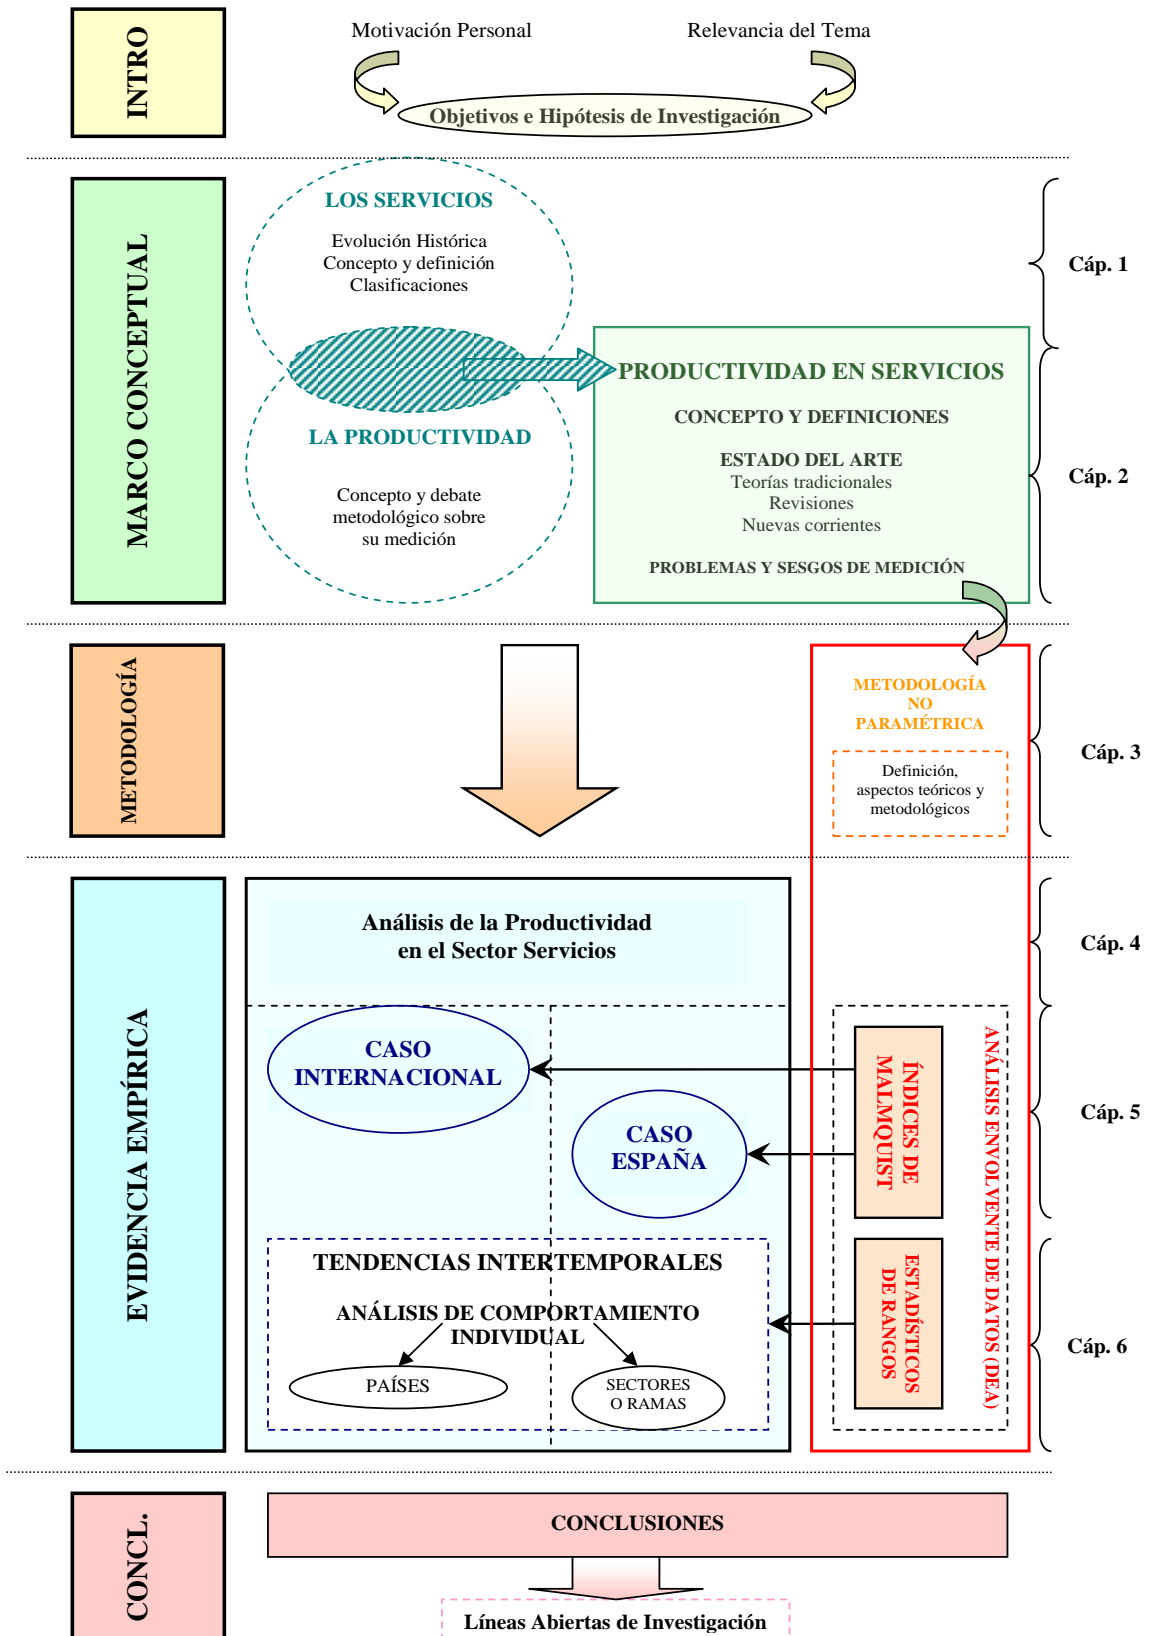 INTRO
Motivación Personal
Relevancia del Tema
Objetivos e Hipótesis de Investigación
MARCO CONCEPTUAL
LOS SERVICIOS
Evolución Histórica
Concepto y definición
Clasificaciones
LA PRODUCTIVIDAD
Concepto y debate
metodológico sobre
su medición
PRODUCTIVIDAD EN SERVICIOS
CONCEPTO Y DEFINICIONES
ESTADO DEL ARTE
Teorías tradicionales
Revisiones
Nuevas corrientes
PROBLEMAS Y SESGOS DE MEDICIÓN
Cáp. 1
Cáp. 2
METODOLOGÍA
METODOLOGÍA
NO
PARAMÉTRICA
Definición,
aspectos teóricos y
metodológicos
Cáp. 3
EVIDENCIA EMPÍRICA
Análisis de la Productividad
en el Sector Servicios
Cáp. 4
CASO
INTERNACIONAL
CASO
ESPAÑA
ÍNDICES DE
MALMQUIST
ANÁLISIS ENVOLVENTE DE DATOS (DEA)
Cáp. 5
TENDENCIAS INTERTEMPORALES
ANÁLISIS DE COMPORTAMIENTO
INDIVIDUAL
PAÍSES
SECTORES
O RAMAS
ESTADÍSTICOS
DE RANGOS
Cáp. 6
CONCL.
CONCLUSIONES
Líneas Abiertas de Investigación